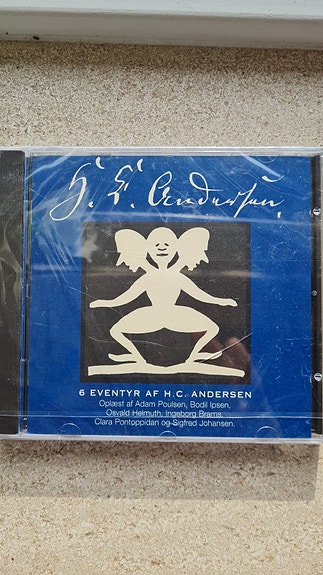 H. C. Andersen.
6 EVENTYR AF H.C. ANDERSEN
Oplæst af Adam Poulsen, Bodil Ipsen,
Osvald Helmuth, Ingeborg Brams,
Clara Pontoppidan og Sigfred Johansen.